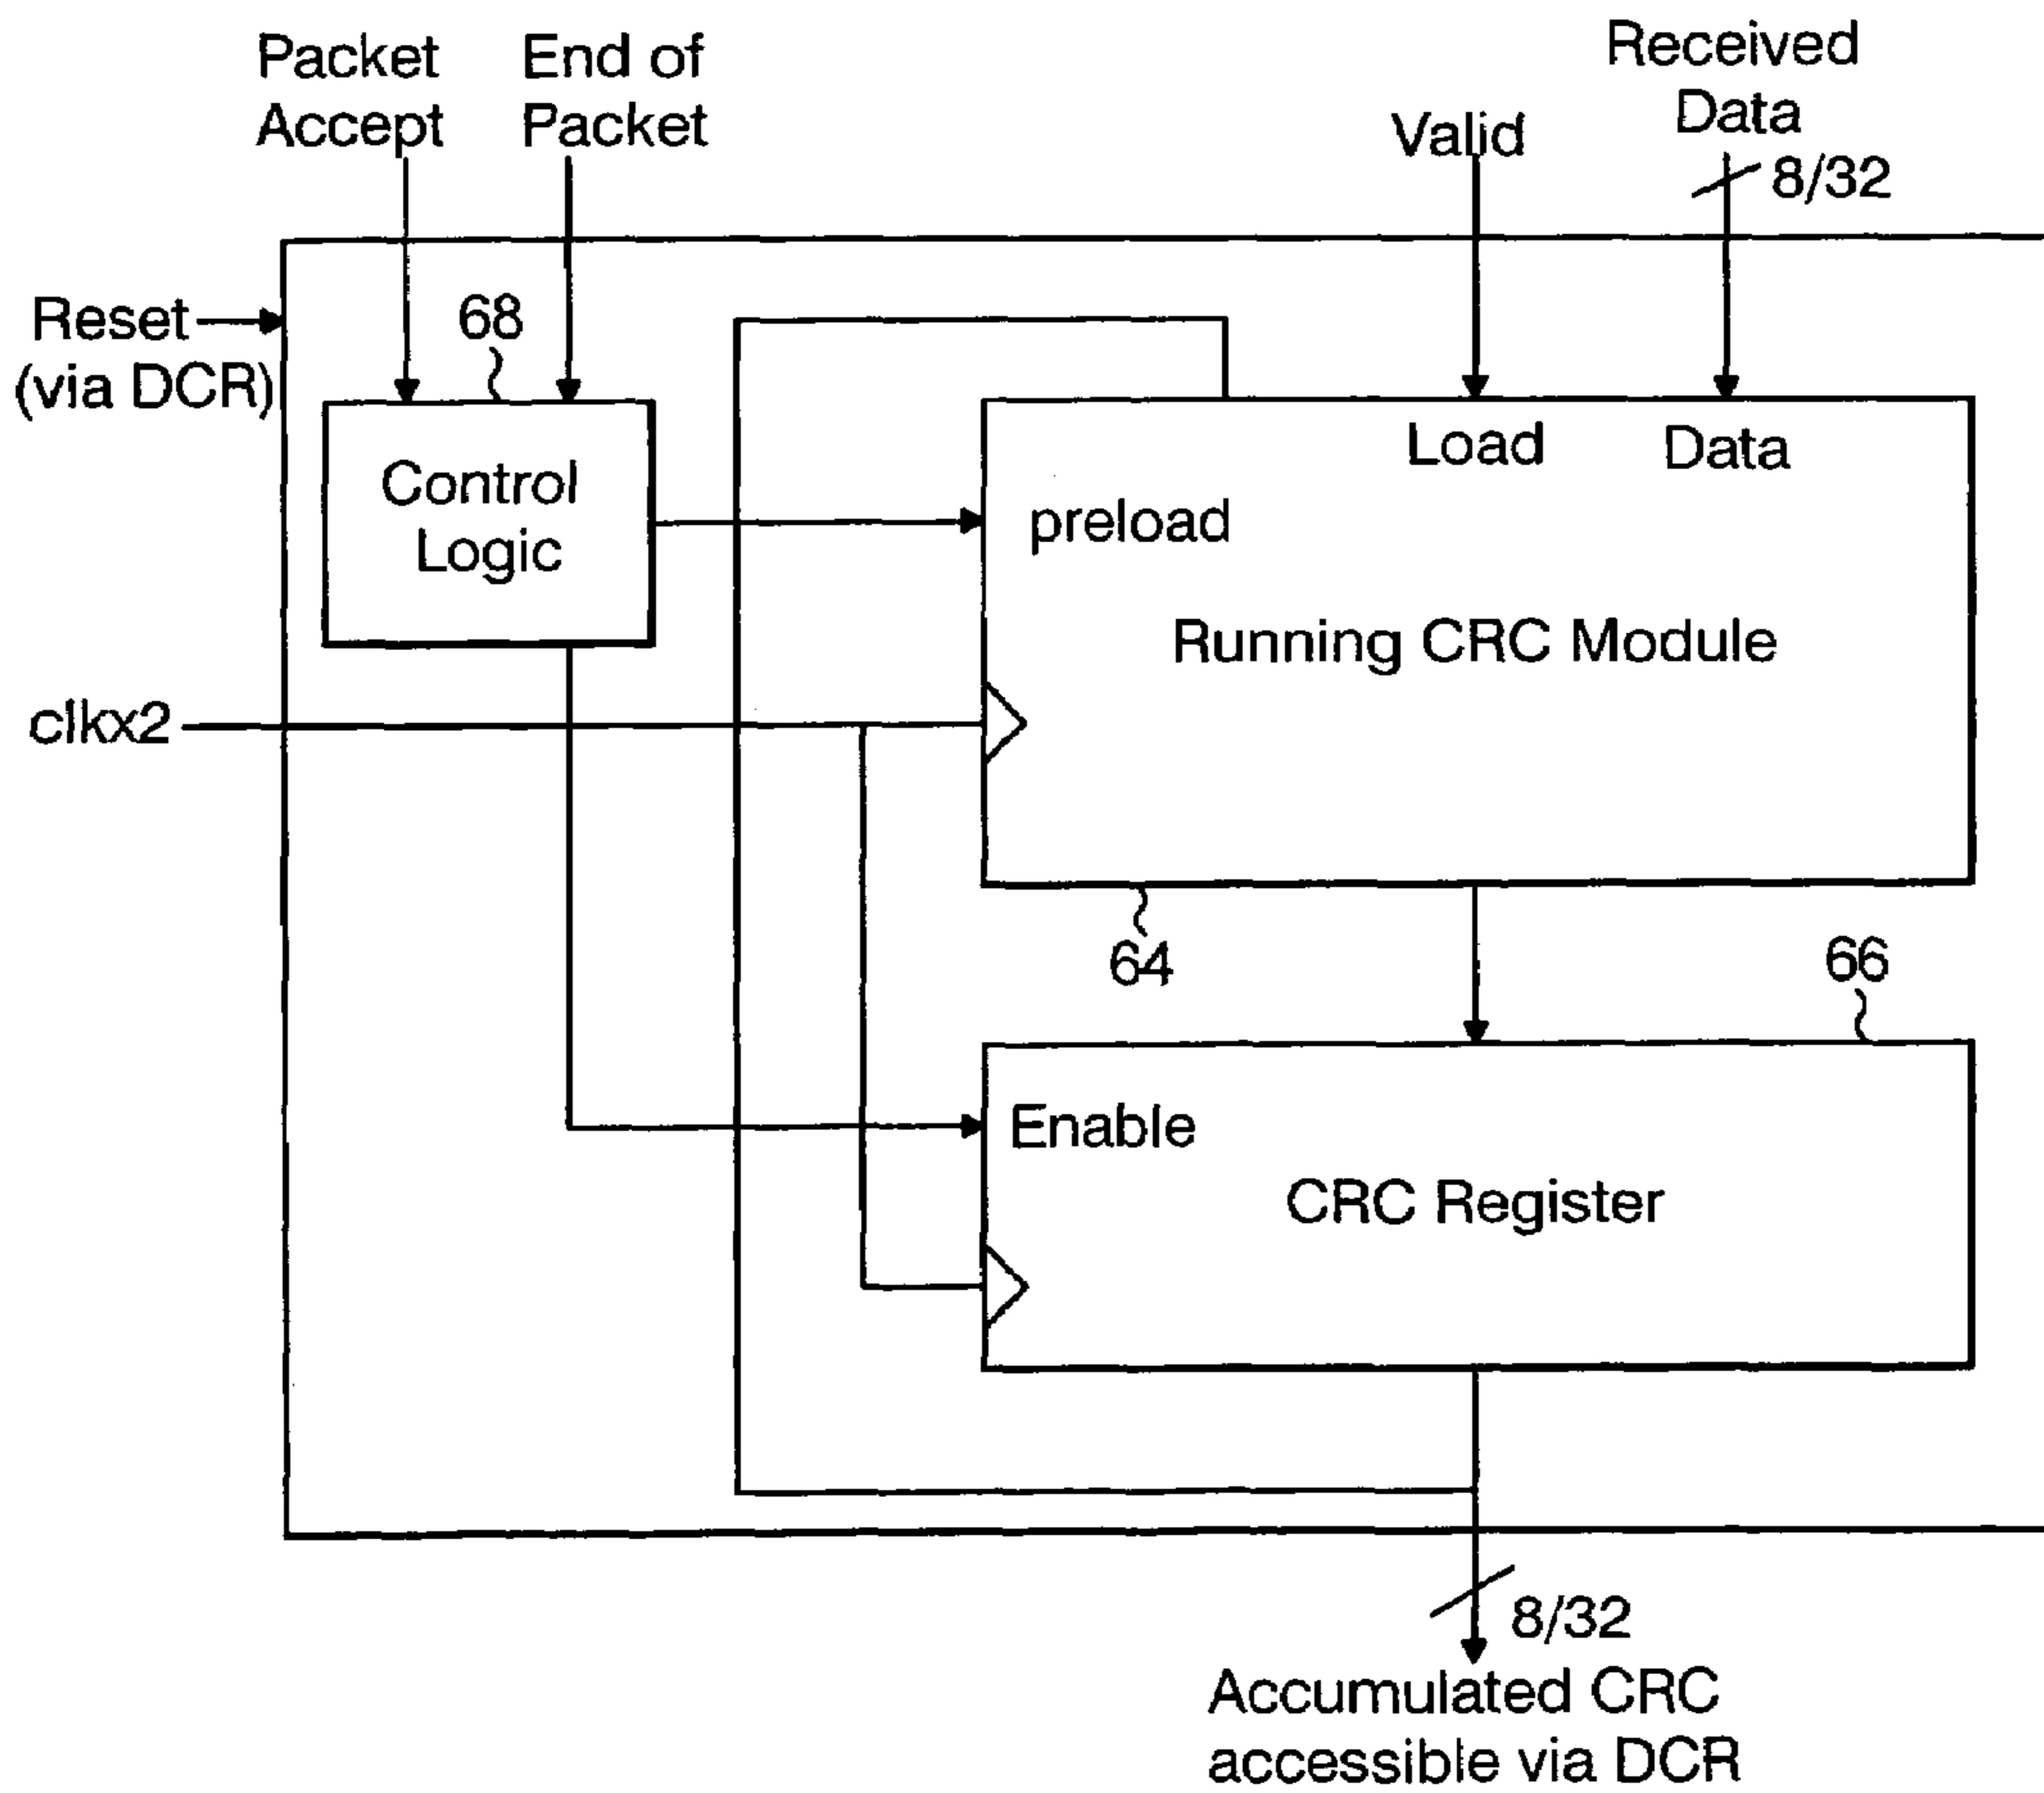 Packet
Accept
End of
Packet
Valid
Received
Data
8/32
Reset
(via DCR)
68
Control
Logic
Load
Data
preload
Running CRC Module
clkx2
64
66
Enable
CRC Register
8/32
Accumulated CRC
accessible via DCR